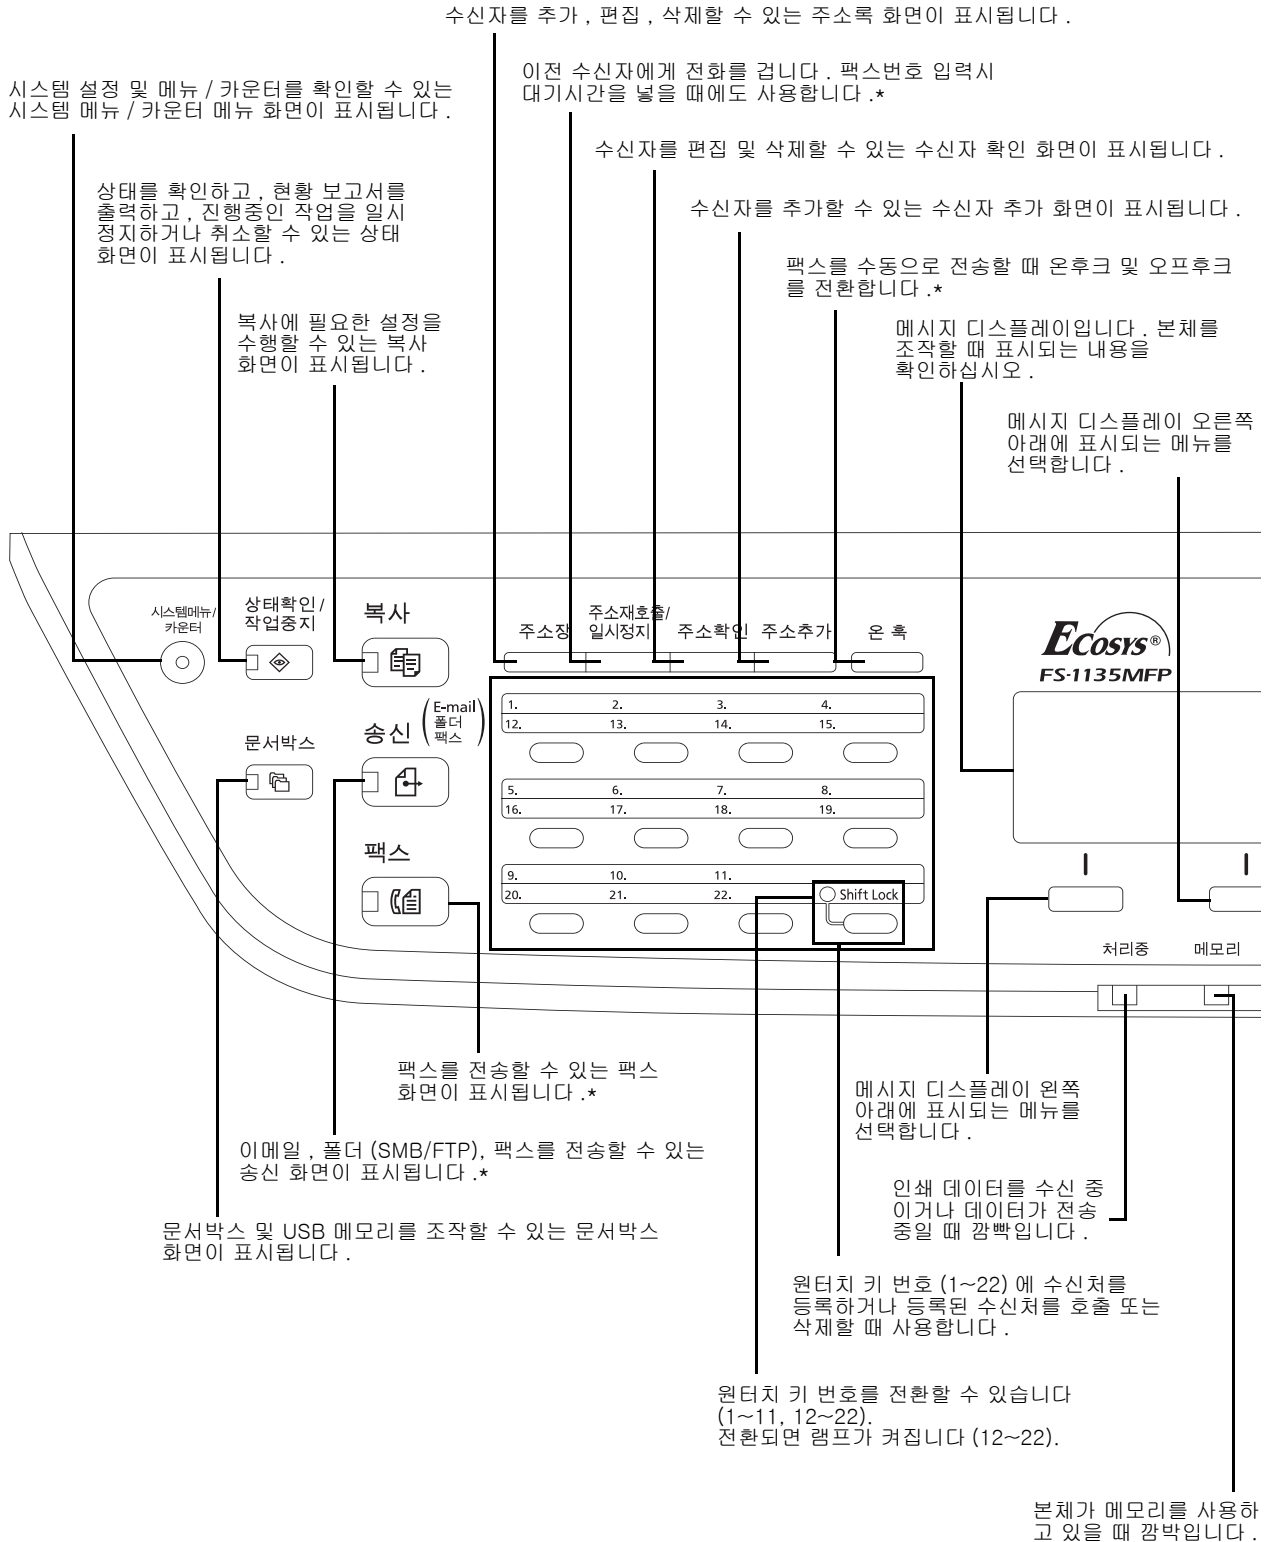 수신자를 추가 , 편집 , 삭제할 수 있는 주소록 화면이 표시됩니다 .
이전 수신자에게 전화를 겁니다 . 팩스번호 입력시
대기시간을 넣을 때에도 사용합니다 .*
시스템 설정 및 메뉴 / 카운터를 확인할 수 있는
시스템 메뉴 / 카운터 메뉴 화면이 표시됩니다 .
수신자를 편집 및 삭제할 수 있는 수신자 확인 화면이 표시됩니다 .
상태를 확인하고 , 현황 보고서를
출력하고 , 진행중인 작업을 일시
정지하거나 취소할 수 있는 상태
화면이 표시됩니다 .
수신자를 추가할 수 있는 수신자 추가 화면이 표시됩니다 .
팩스를 수동으로 전송할 때 온후크 및 오프후크
를 전환합니다 .*
복사에 필요한 설정을
수행할 수 있는 복사
화면이 표시됩니다 .
메시지 디스플레이입니다 . 본체를
조작할 때 표시되는 내용을
확인하십시오 .
메시지 디스플레이 오른쪽
아래에 표시되는 메뉴를
선택합니다 .
시스템메뉴/
카운터
상태확인/
작업중지
복사
주소장
주소재호출/
일시정지
주소확인
주소추가
온 훅
ECOSYS®
FS-1135MFP
1. 2. 3. 4.
12. 13. 14. 15.
문서박스
송신
E-mail
폴더
팩스
5. 6. 7. 8.
16. 17. 18. 19.
팩스
9. 10. 11.
20. 21. 22.
Shift Lock
처리중
메모리
팩스를 전송할 수 있는 팩스
화면이 표시됩니다 .*
메시지 디스플레이 왼쪽
아래에 표시되는 메뉴를
선택합니다 .
이메일 , 폴더 (SMB/FTP), 팩스를 전송할 수 있는
송신 화면이 표시됩니다 .*
인쇄 데이터를 수신 중
이거나 데이터가 전송
중일 때 깜빡입니다 .
문서박스 및 USB 메모리를 조작할 수 있는 문서박스
화면이 표시됩니다 .
원터치 키 번호 (1~22) 에 수신처를
등록하거나 등록된 수신처를 호출 또는
삭제할 때 사용합니다 .
원터치 키 번호를 전환할 수 있습니다
(1~11, 12~22).
전환되면 램프가 켜집니다 (12~22).
본체가 메모리를 사용하
고 있을 때 깜박입니다 .